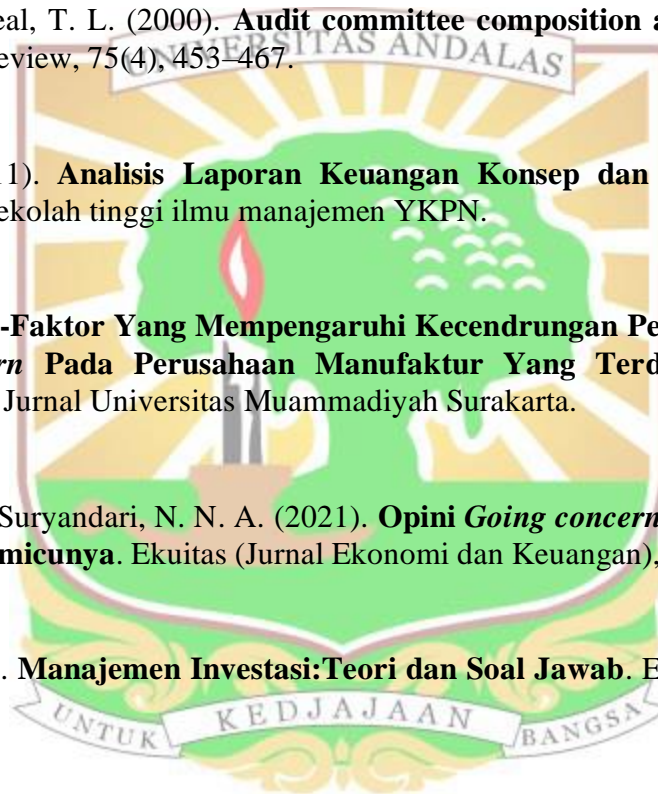 eal, T. L. (2000). Audit committee composition a
eview, 75(4), 453–467.
UNIVERSITAS ANDALAS
11). Analisis Laporan Keuangan Konsep dan
ekolah tinggi ilmu manajemen YKPN.
-Faktor Yang Mempengaruhi Kecendrungan Pe
rn Pada Perusahaan Manufaktur Yang Terd
Jurnal Universitas Muammadiyah Surakarta.
Suryandari, N. N. A. (2021). Opini Going concern
micunya. Ekuitas (Jurnal Ekonomi dan Keuangan),
. Manajemen Investasi:Teori dan Soal Jawab. E
UNTUK KEDJAJAAN BANGSA